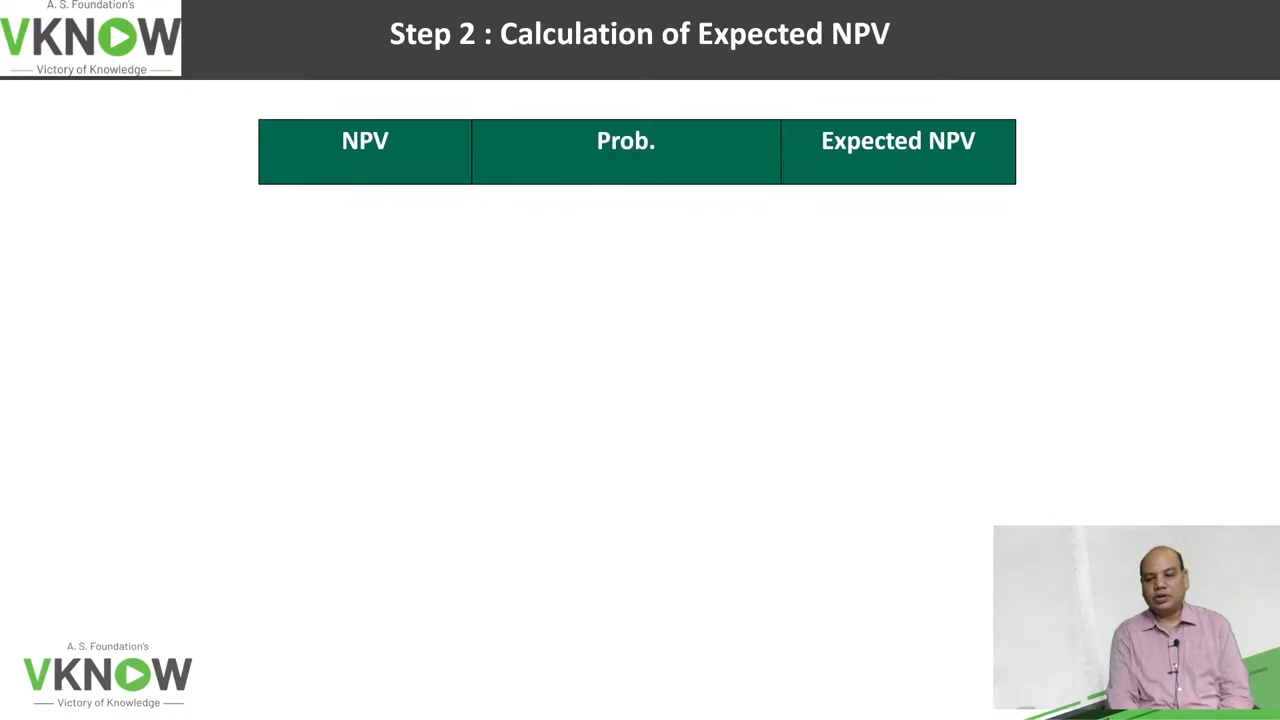 A. S. Foundation's
VKNOW
Victory of Knowledge
Step 2 : Calculation of Expected NPV
NPV Prob. Expected NPV
A. S. Foundation's
VKNOW
Victory of Knowledge